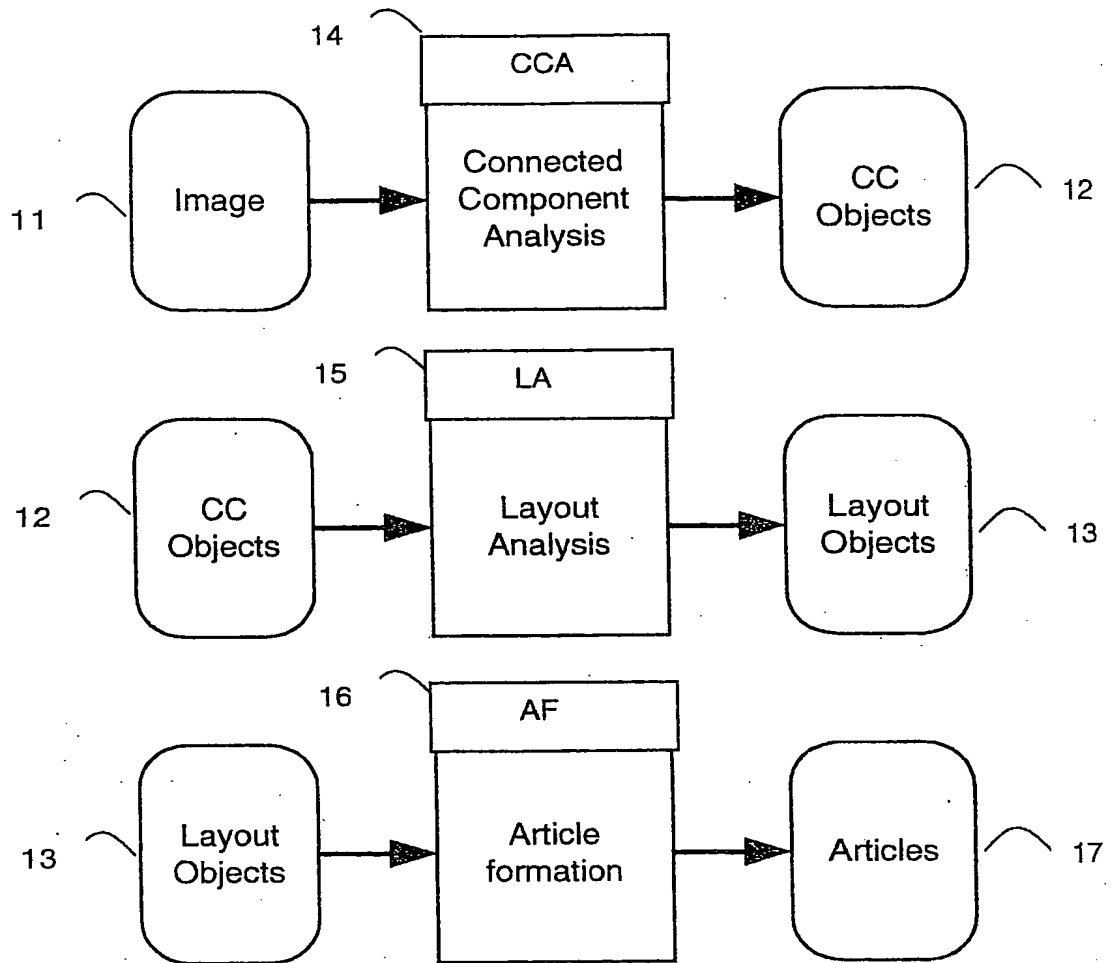 14
CCA
11
Image
Connected
Component
Analysis
CC
Objects
12
15
LA
12
CC
Objects
Layout
Analysis
Layout
Objects
13
16
AF
13
Layout
Objects
Article
formation
Articles
17